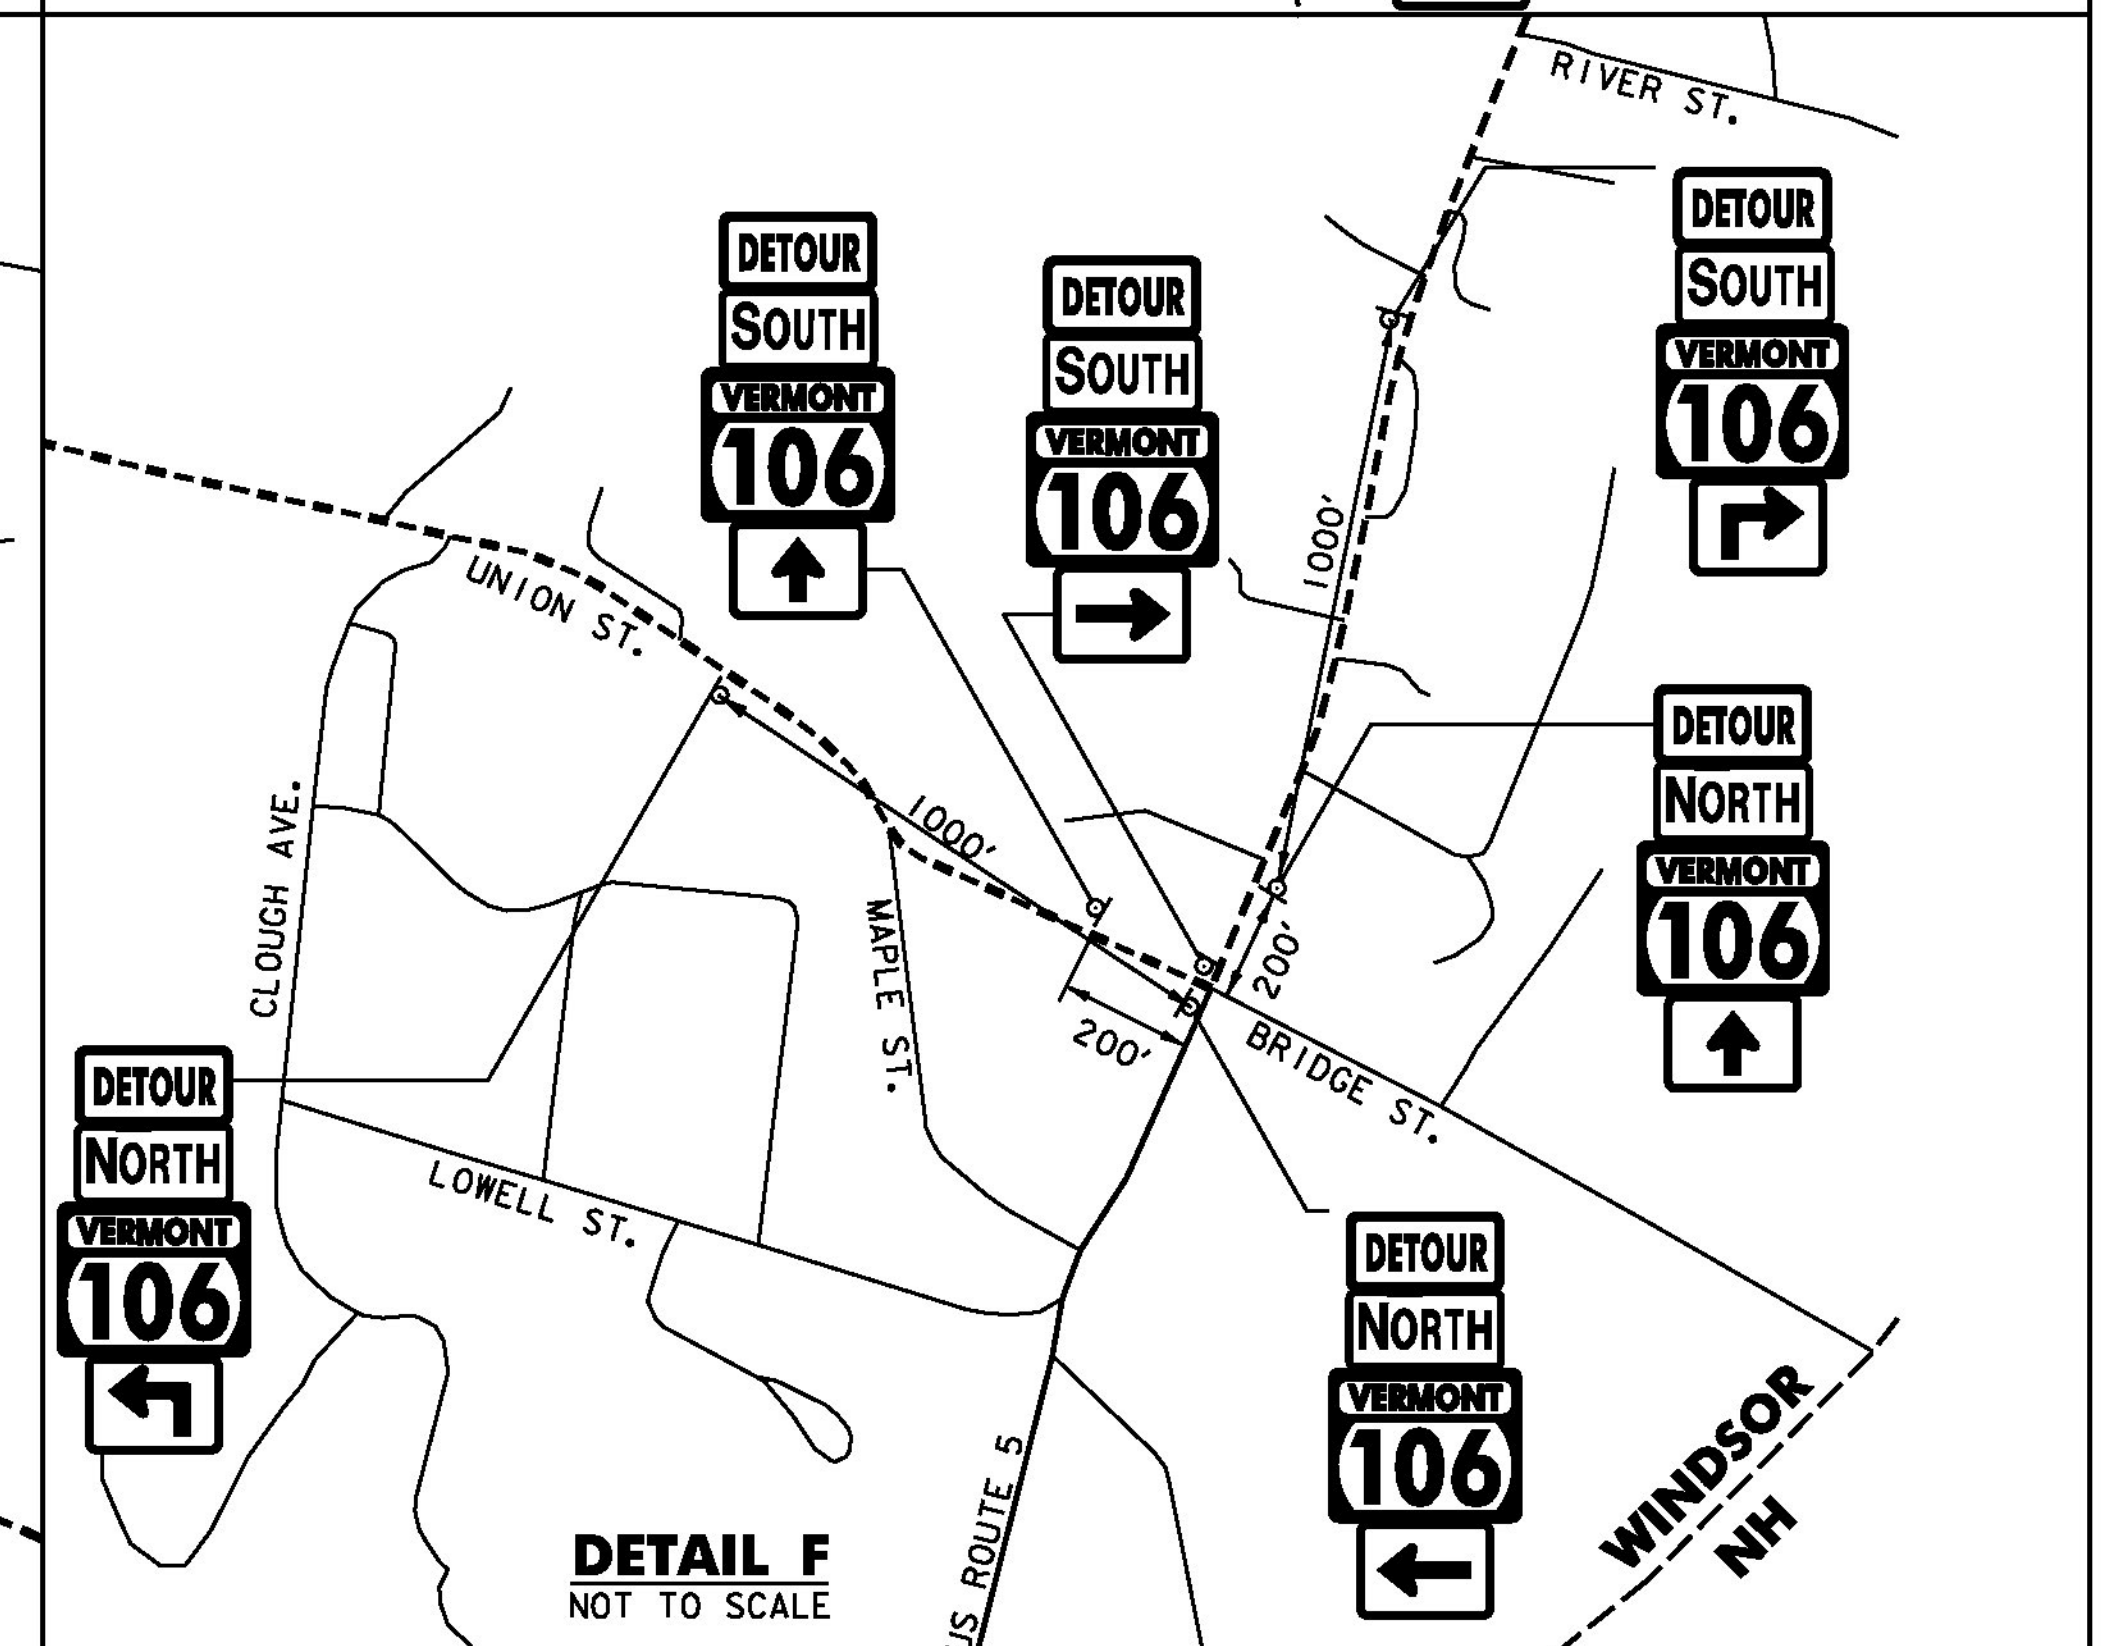 RIVER ST.
DETOUR
SOUTH
VERMONT
106
DETOUR
SOUTH
VERMONT
106
DETOUR
SOUTH
VERMONT
106
1000'
UNION ST.
DETOUR
NORTH
VERMONT
106
1000'
CLOUGH AVE.
MAPLE ST.
200'
200'
BRIDGE ST.
DETOUR
NORTH
VERMONT
106
LOWELL ST.
DETOUR
NORTH
VERMONT
106
WINDSOR
NH
US ROUTE 5
DETAIL F
NOT TO SCALE